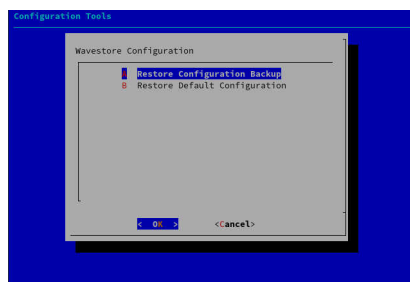 Configuration Tools
Wavestore Configuration
A Restore Configuration Backup
B Restore Default Configuration
< OK > <Cancel>